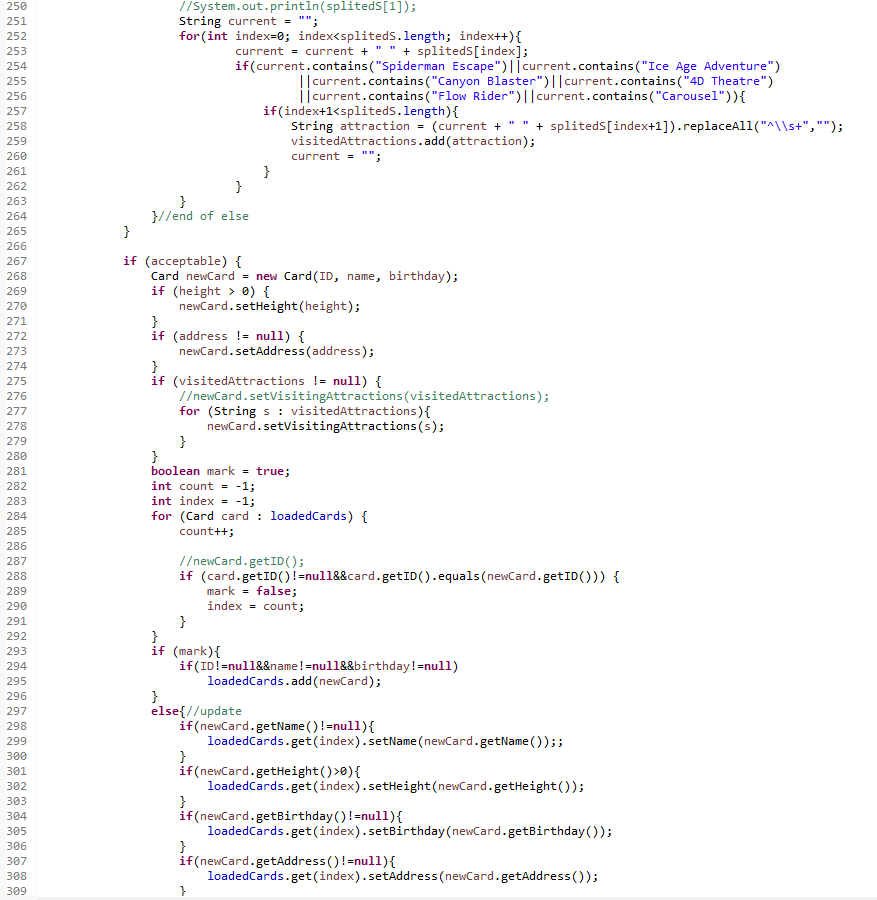 250 //System.out.println(splitedS[1]);
251 String current = "";
252 for(int index=0; index<splitedS.length; index++){
253 current = current + " " + splitedS[index];
254 if(current.contains("Spiderman Escape")||current.contains("Ice Age Adventure")
255 ||current.contains("Canyon Blaster")||current.contains("4D Theatre")
256 ||current.contains("Flow Rider")||current.contains("Carousel")){
257 if(index+1<splitedS.length){
258 String attraction = (current + " " + splitedS[index+1]).replaceAll("^\\s+","");
259 visitedAttractions.add(attraction);
260 current = "";
261 }
262 }
263 }
264 }//end of else
265 }
266
267 if (acceptable) {
268 Card newCard = new Card(ID, name, birthday);
269 if (height > 0) {
270 newCard.setHeight(height);
271 }
272 if (address != null) {
273 newCard.setAddress(address);
274 }
275 if (visitedAttractions != null) {
276 //newCard.setVisitingAttractions(visitedAttractions);
277 for (String s : visitedAttractions){
278 newCard.setVisitingAttractions(s);
279 }
280 }
281 boolean mark = true;
282 int count = -1;
283 int index = -1;
284 for (Card card : loadedCards) {
285 count++;
286
287 //newCard.getID();
288 if (card.getID()!=null&&card.getID().equals(newCard.getID())) {
289 mark = false;
290 index = count;
291 }
292 }
293 if (mark){
294 if(ID!=null&&name!=null&&birthday!=null)
295 loadedCards.add(newCard);
296 }
297 else{//update
298 if(newCard.getName()!=null){
299 loadedCards.get(index).setName(newCard.getName());;
300 }
301 if(newCard.getHeight()>0){
302 loadedCards.get(index).setHeight(newCard.getHeight());
303 }
304 if(newCard.getBirthday()!=null){
305 loadedCards.get(index).setBirthday(newCard.getBirthday());
306 }
307 if(newCard.getAddress()!=null){
308 loadedCards.get(index).setAddress(newCard.getAddress());
309 }